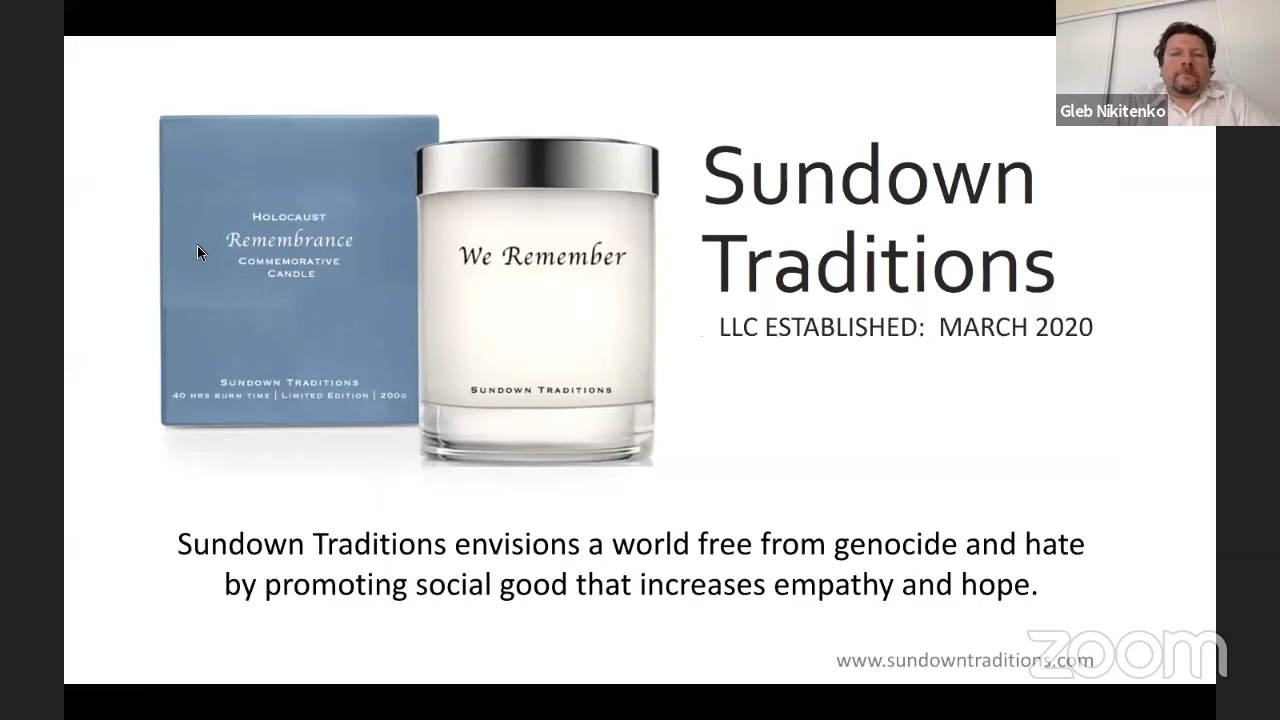 Gleb Nikitenko
HOLOCAUST
Remembrance
COMMEMORATIVE
CANDLE
SUNDOWN TRADITIONS
40 HRS BURN TIME | LIMITED EDITION | 200G
We Remember
SUNDOWN TRADITIONS
Sundown
Traditions
LLC ESTABLISHED: MARCH 2020
Sundown Traditions envisions a world free from genocide and hate
by promoting social good that increases empathy and hope.
www.sundowntraditions.com
zoom